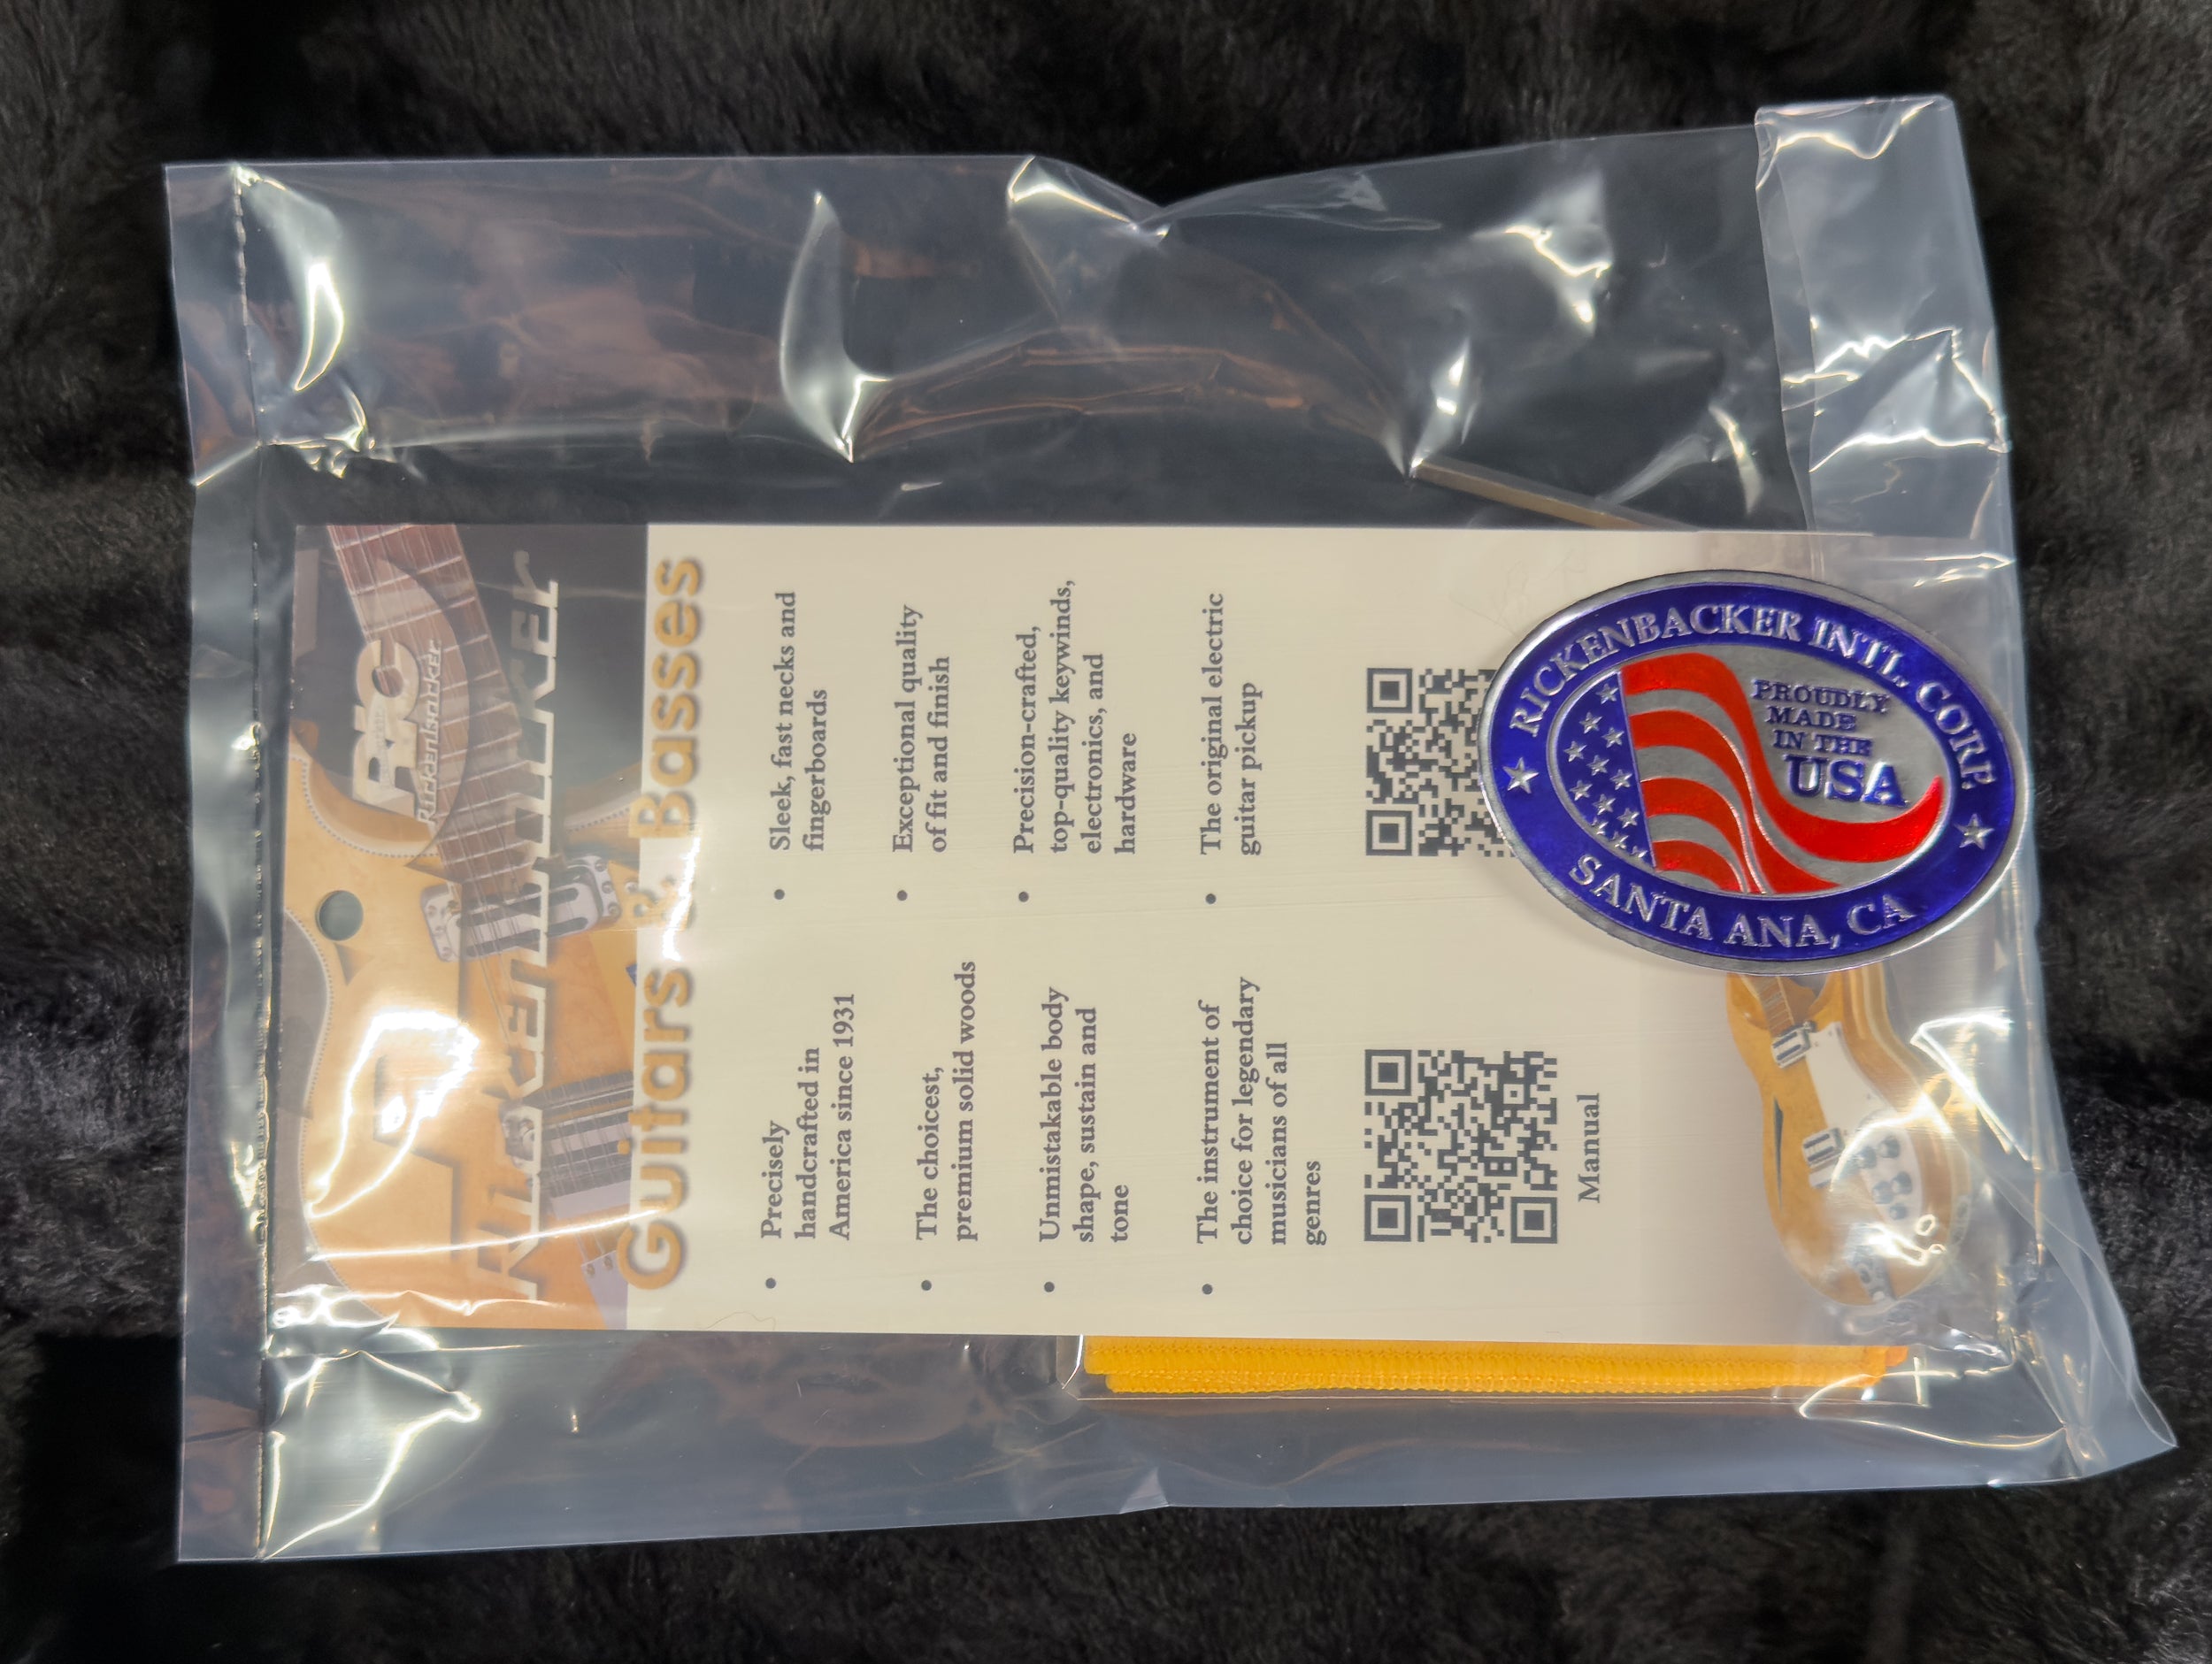 RIC
Rickenbacker
Rickenbacker
Guitars & Basses
• Precisely
handcrafted in
America since 1931
• The choicest,
premium solid woods
• Unmistakable body
shape, sustain and
tone
• The instrument of
choice for legendary
musicians of all
genres
• Sleek, fast necks and
fingerboards
• Exceptional quality
of fit and finish
• Precision-crafted,
top-quality keywinds,
electronics, and
hardware
• The original electric
guitar pickup
Manual
RICKENBACKER INTL. CORP.
PROUDLY
MADE
IN THE
USA
SANTA ANA, CA